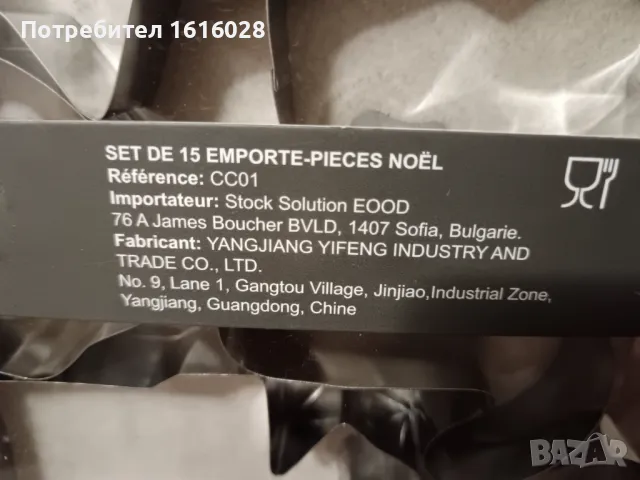 Потребител 1616028
SET DE 15 EMPORTE-PIECES NOËL
Référence: CC01
Importateur: Stock Solution EOOD
76 A James Boucher BVLD, 1407 Sofia, Bulgarie.
Fabricant: YANGJIANG YIFENG INDUSTRY AND
TRADE CO., LTD.
No. 9, Lane 1, Gangtou Village, Jinjiao,Industrial Zone,
Yangjiang, Guangdong, Chine
BAZAR